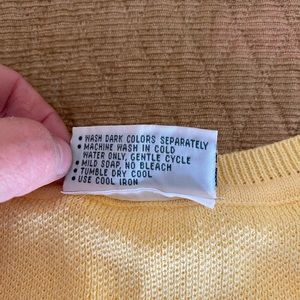 • WASH DARK COLORS SEPARATELY
• MACHINE WASH IN COLD
WATER ONLY, GENTLE CYCLE
• MILD SOAP, NO BLEACH
• TUMBLE DRY COOL
• USE COOL IRON